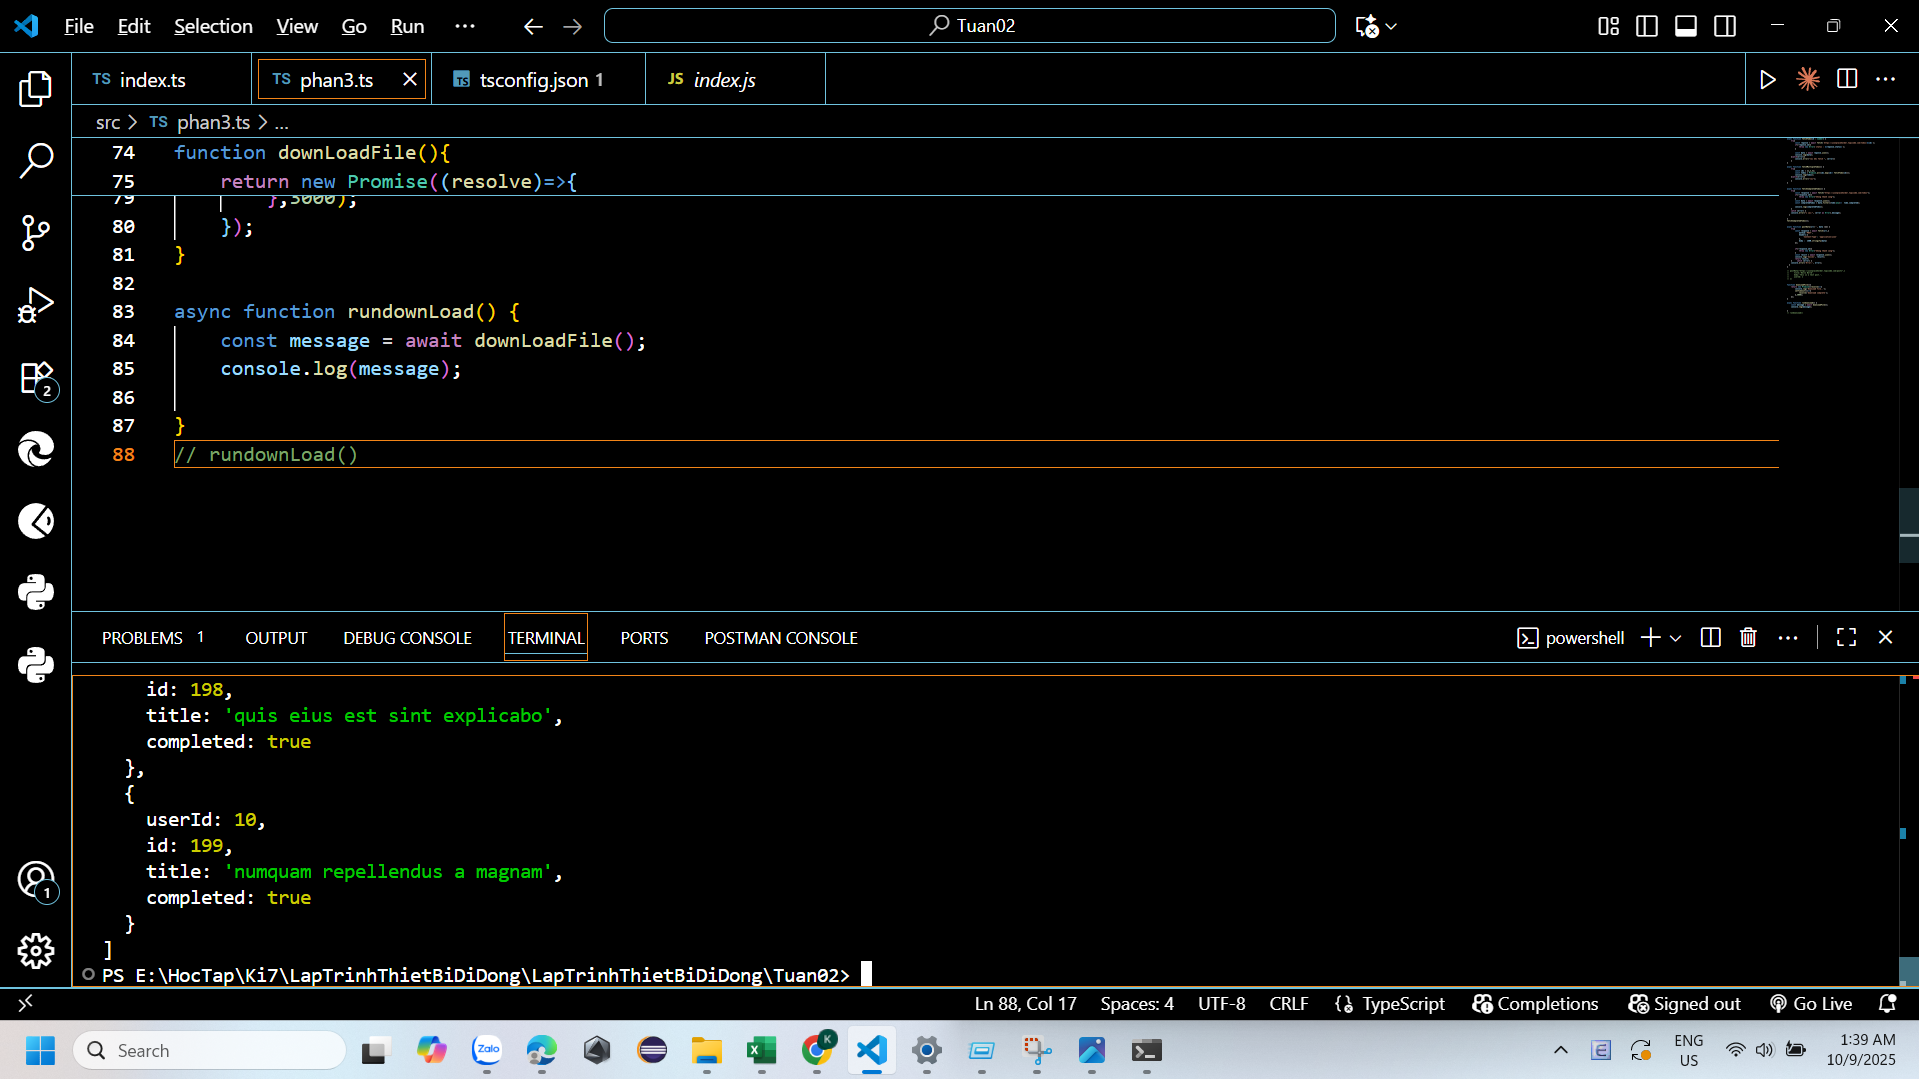 File Edit Selection View Go Run ··· Tuan02
TS index.ts TS phan3.ts TS tsconfig.json 1 JS index.js
src > TS phan3.ts > ...
74 function downLoadFile(){
75 return new Promise((resolve)=>{
79 },3000);
80 });
81 }
82
83 async function rundownLoad() {
84 const message = await downLoadFile();
85 console.log(message);
86
87 }
88 // rundownLoad()
2
1
PROBLEMS 1 OUTPUT DEBUG CONSOLE TERMINAL PORTS POSTMAN CONSOLE powershell
id: 198,
title: 'quis eius est sint explicabo',
completed: true
},
{
userId: 10,
id: 199,
title: 'numquam repellendus a magnam',
completed: true
}
]
PS E:\HocTap\Ki7\LapTrinhThietBiDiDong\LapTrinhThietBiDiDong\Tuan02>
Ln 88, Col 17 Spaces: 4 UTF-8 CRLF {} TypeScript Completions Signed out Go Live
Search Zalo K ENG US 1:39 AM
10/9/2025